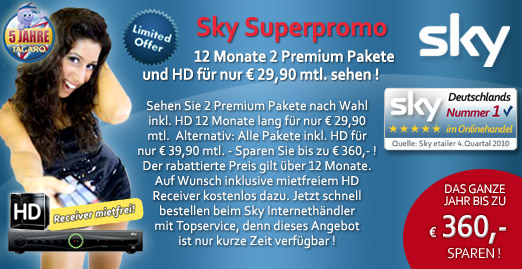 5 JAHRE
TAGARO
Limited
Offer
Sky Superpromo
12 Monate 2 Premium Pakete
und HD für nur € 29,90 mtl. sehen !
sky
Sehen Sie 2 Premium Pakete nach Wahl
inkl. HD 12 Monate lang für nur € 29,90
mtl. Alternativ: Alle Pakete inkl. HD für
nur € 39,90 mtl. - Sparen Sie bis zu € 360,- !
Der rabattierte Preis gilt über 12 Monate.
Auf Wunsch inklusive mietfreiem HD
Receiver kostenlos dazu. Jetzt schnell
bestellen beim Sky Internethändler
mit Topservice, denn dieses Angebot
ist nur kurze Zeit verfügbar !
sky
Deutschlands
Nummer 1
im Onlinehandel
Quelle: Sky etailer 4.Quartal 2010
HD
Receiver mietfrei!
sky
DAS GANZE
JAHR BIS ZU
€ 360,-
SPAREN !